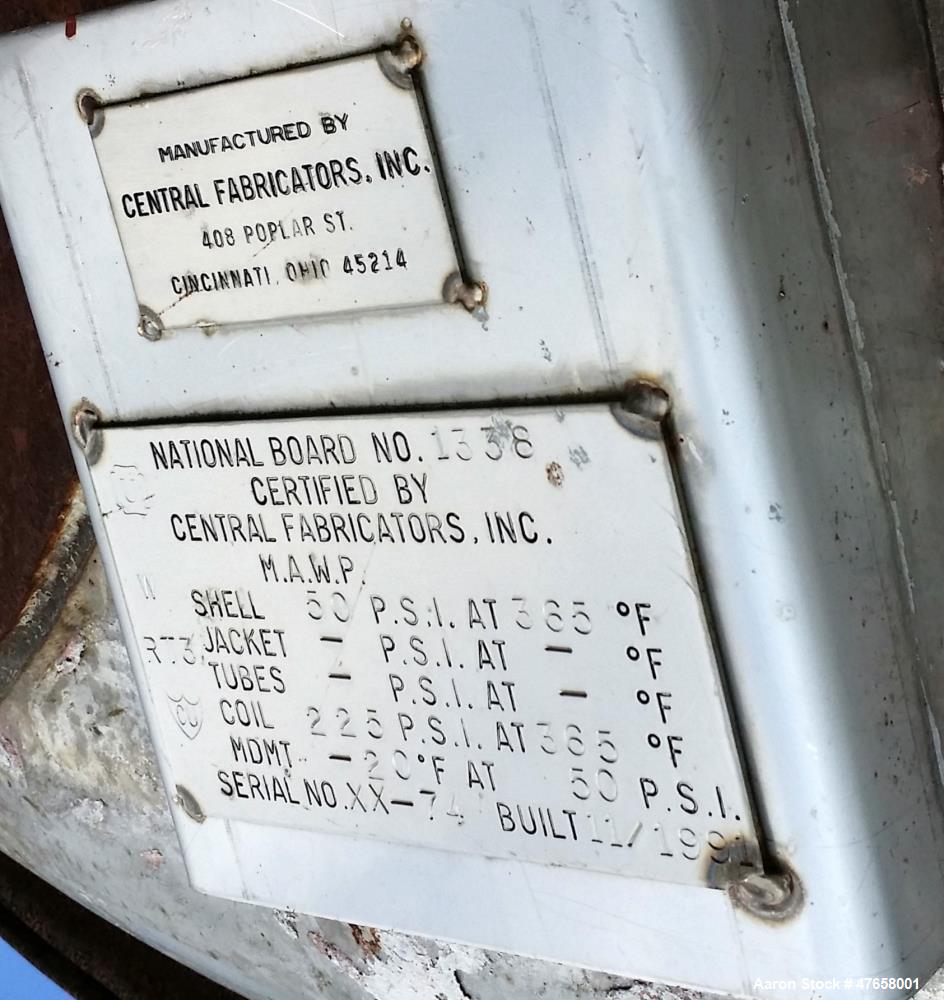 MANUFACTURED BY
CENTRAL FABRICATORS, INC.
408 POPLAR ST.
CINCINNATI, OHIO 45214
NATIONAL BOARD NO. 1338
CERTIFIED BY
CENTRAL FABRICATORS, INC.
M.A.W.P.
W
SHELL 50 P.S.I. AT 365 °F
RT3 JACKET — P.S.I. AT — °F
TUBES — P.S.I. AT — °F
COIL 225 P.S.I. AT 365 °F
MDMT. —20°F AT 50 P.S.I.
SERIAL NO. XX—74 BUILT 11/1991
Aaron Stock # 47658001